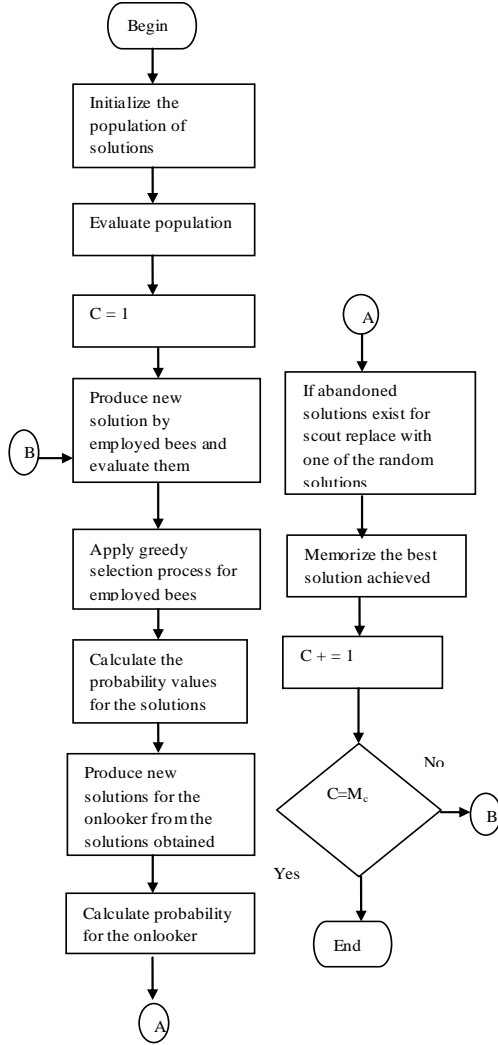 Begin
Initialize the
population of
solutions
Evaluate population
C = 1
Produce new
solution by
employed bees and
evaluate them
B
Apply greedy
selection process for
employed bees
Calculate the
probability values
for the solutions
Produce new
solutions for the
onlooker from the
solutions obtained
Calculate probability
for the onlooker
A
A
If abandoned
solutions exist for
scout replace with
one of the random
solutions
Memorize the best
solution achieved
C + = 1
C=Mc
No
B
Yes
End